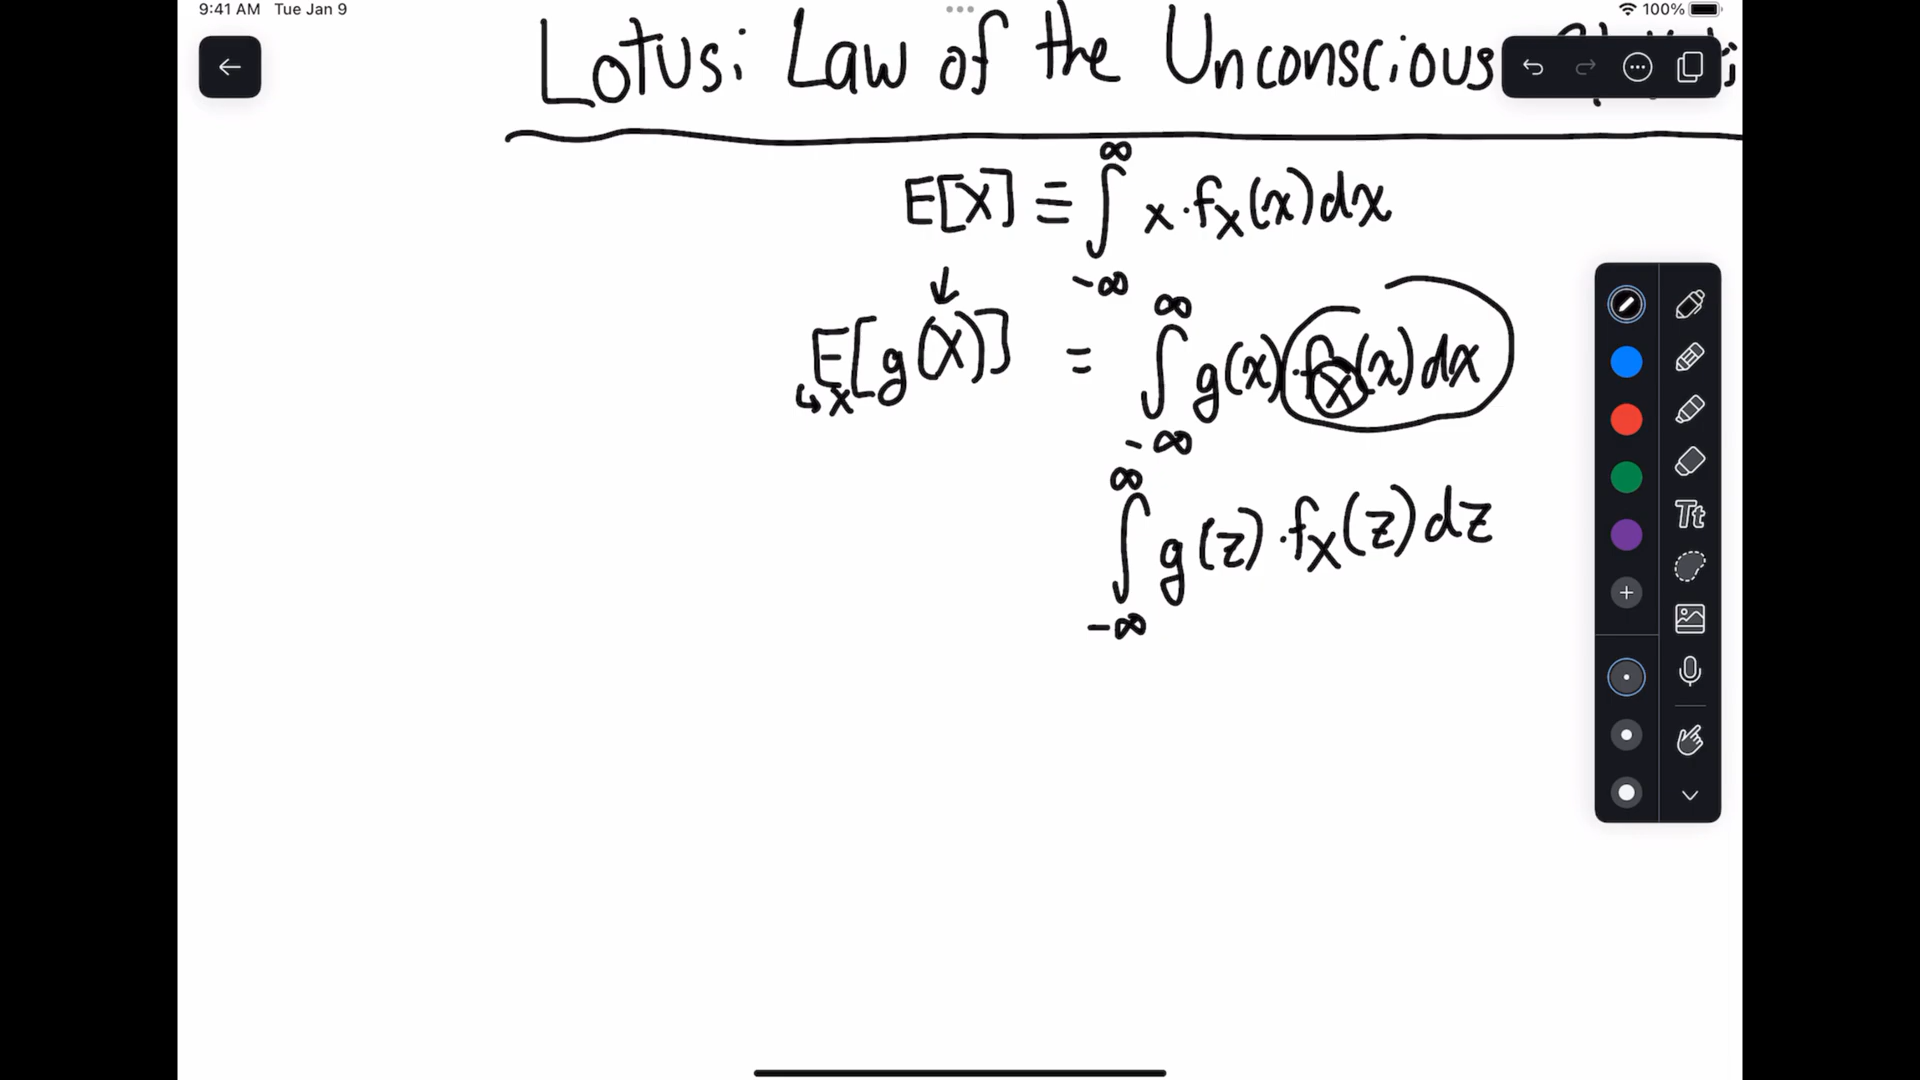 9:41 AM Tue Jan 9
100%
Lotus: Law of the Unconscious
E[X] ≡ ∫_{-∞}^{∞} x · f_X(x) dx
E_X[g(X)] = ∫_{-∞}^{∞} g(x) · f_X(x) dx
∫_{-∞}^{∞} g(z) · f_X(z) dz
Tt